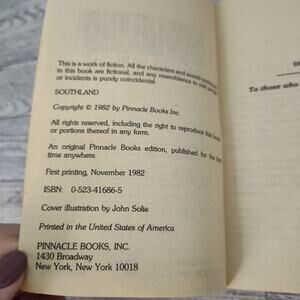 This is a work of fiction. All the characters and events portrayed
in this book are fictional, and any resemblance to real people
or incidents is purely coincidental.
SOUTHLAND
Copyright © 1982 by Pinnacle Books Inc.
All rights reserved, including the right to reproduce this book
or portions thereof in any form.
An original Pinnacle Books edition, published for the first
time anywhere.
First printing, November 1982
ISBN: 0-523-41686-5
Cover illustration by John Solie
Printed in the United States of America
PINNACLE BOOKS, INC.
1430 Broadway
New York, New York 10018
To those who